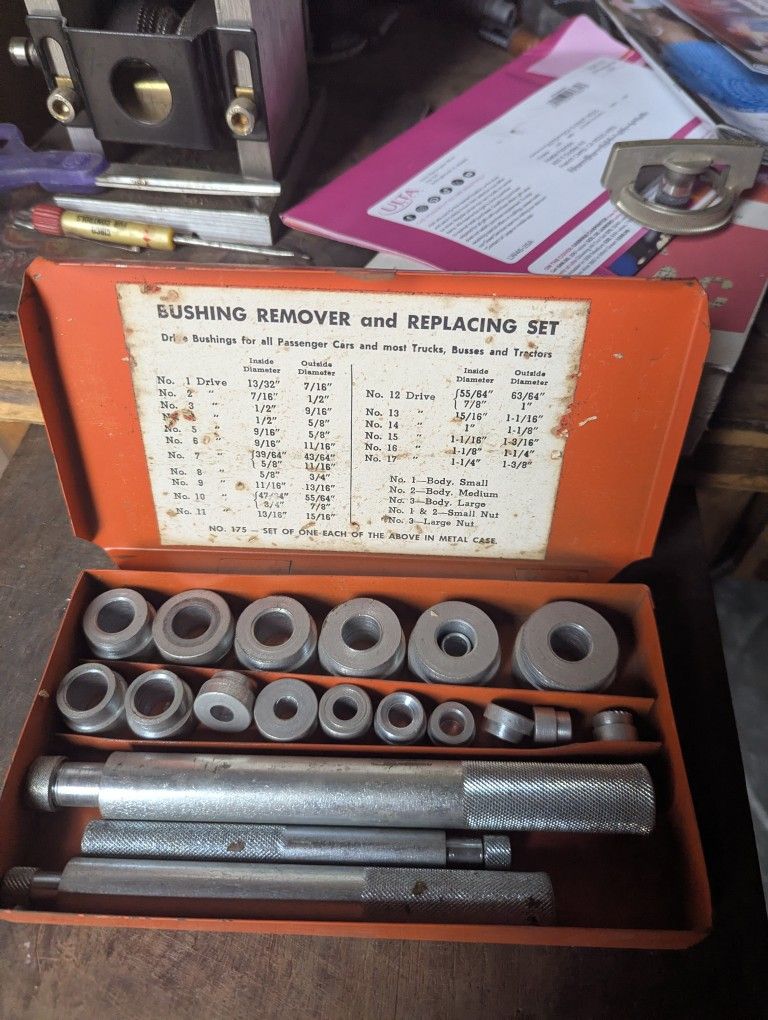 ULTA
BUSHING REMOVER and REPLACING SET
Dri e Bushings for all Passenger Cars and most Trucks, Busses and Tractors
Inside Diameter Outside Diameter
No. 1 Drive 13/32" 7/16"
No. 2 " 7/16" 1/2"
No. 3 " 1/2" 9/16"
" 1/2" 5/8"
No. 5 " 9/16" 5/8"
No. 6 " 9/16" 11/16"
No. 7 " {39/64" 43/64"
{ 5/8" 11/16"
No. 8 " 5/8" 3/4"
No. 9 " 11/16" 13/16"
No. 10 " {47/64" 55/64"
{ 3/4" 7/8"
No. 11 " 13/16" 15/16"
Inside Diameter Outside Diameter
No. 12 Drive {55/64" 63/64"
{ 7/8" 1"
No. 13 " 15/16" 1-1/16"
No. 14 " 1" 1-1/8"
No. 15 " 1-1/16" 1-3/16"
No. 16 " 1-1/8" 1-1/4"
No. 17 " 1-1/4" 1-3/8"
No. 1—Body, Small
No. 2—Body, Medium
No. 3—Body, Large
No. 1 & 2—Small Nut
No. 3—Large Nut
NO. 175 — SET OF ONE EACH OF THE ABOVE IN METAL CASE.